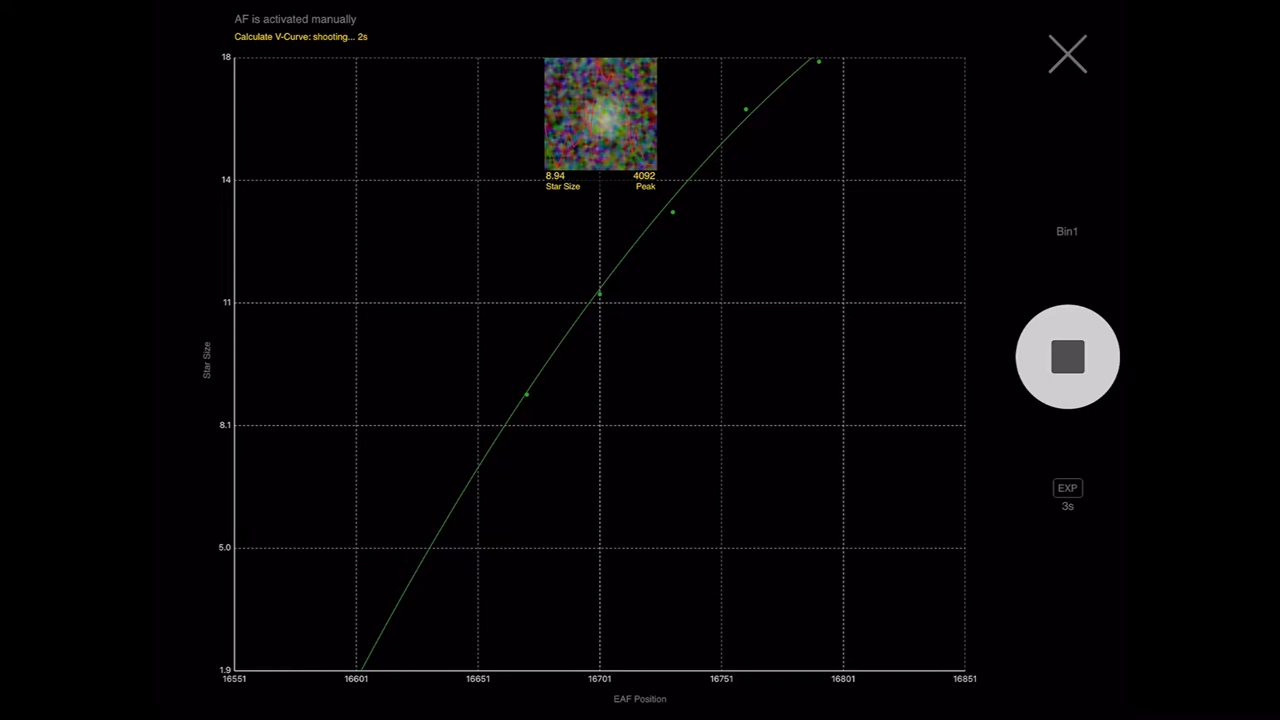 AF is activated manually
Calculate V-Curve: shooting... 2s
18
14
11
8.1
5.0
1.9
Star Size
8.94 4092
Star Size Peak
16551 16601 16651 16701 16751 16801 16851
EAF Position
Bin1
EXP
3s